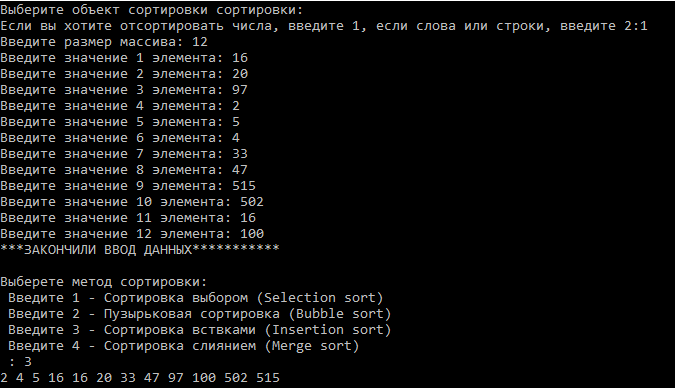 Выберите объект сортировки сортировки:
Если вы хотите отсортировать числа, введите 1, если слова или строки, введите 2:1
Введите размер массива: 12
Введите значение 1 элемента: 16
Введите значение 2 элемента: 20
Введите значение 3 элемента: 97
Введите значение 4 элемента: 2
Введите значение 5 элемента: 5
Введите значение 6 элемента: 4
Введите значение 7 элемента: 33
Введите значение 8 элемента: 47
Введите значение 9 элемента: 515
Введите значение 10 элемента: 502
Введите значение 11 элемента: 16
Введите значение 12 элемента: 100
***ЗАКОНЧИЛИ ВВОД ДАННЫХ***********
Выберете метод сортировки:
Введите 1 - Сортировка выбором (Selection sort)
Введите 2 - Пузырьковая сортировка (Bubble sort)
Введите 3 - Сортировка вствками (Insertion sort)
Введите 4 - Сортировка слиянием (Merge sort)
: 3
2 4 5 16 16 20 33 47 97 100 502 515